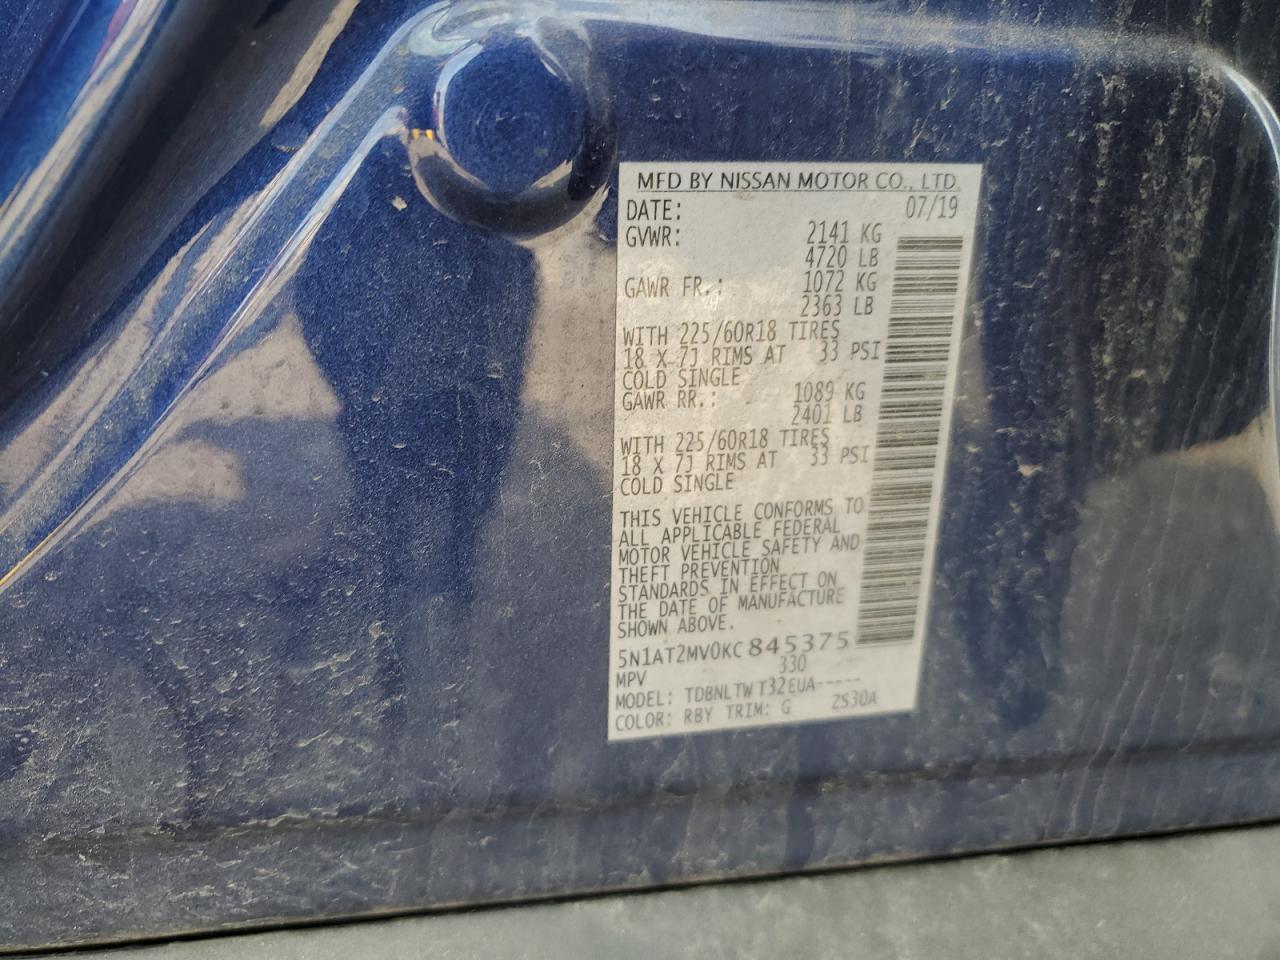 MFD BY NISSAN MOTOR CO., LTD.
DATE: 07/19
GVWR: 2141 KG
4720 LB
GAWR FR.: 1072 KG
2363 LB
WITH 225/60R18 TIRES
18 X 7J RIMS AT 33 PSI
COLD SINGLE
GAWR RR.: 1089 KG
2401 LB
WITH 225/60R18 TIRES
18 X 7J RIMS AT 33 PSI
COLD SINGLE
THIS VEHICLE CONFORMS TO
ALL APPLICABLE FEDERAL
MOTOR VEHICLE SAFETY AND
THEFT PREVENTION
STANDARDS IN EFFECT ON
THE DATE OF MANUFACTURE
SHOWN ABOVE.
5N1AT2MV0KC845375
MPV 330
MODEL: TDBNLTWT32EUA-----
COLOR: RBY TRIM: G ZS30A